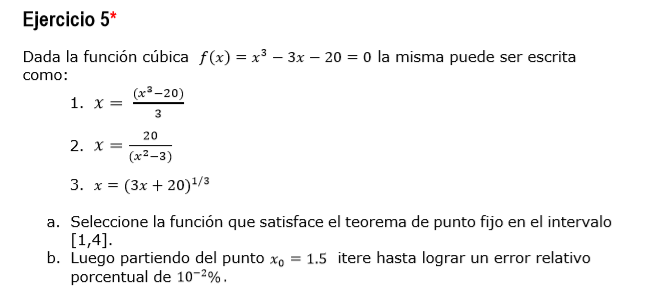 Ejercicio 5*
Dada la función cúbica f(x) = x³ − 3x − 20 = 0 la misma puede ser escrita
como:
1. x = (x³−20)/3
2. x = 20/(x²−3)
3. x = (3x + 20)^1/3
a. Seleccione la función que satisface el teorema de punto fijo en el intervalo
[1,4].
b. Luego partiendo del punto x₀ = 1.5 itere hasta lograr un error relativo
porcentual de 10⁻²%.